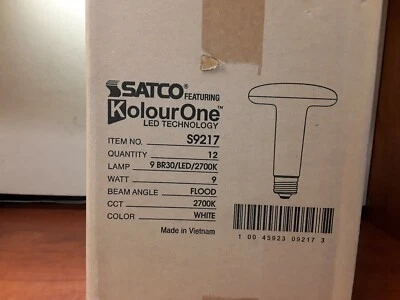 SATCO® FEATURING
KolourOne™
LED TECHNOLOGY
ITEM NO. S9217
QUANTITY 12
LAMP 9 BR30/LED/2700K
WATT 9
BEAM ANGLE FLOOD
CCT 2700K
COLOR WHITE
Made in Vietnam
1 00 45923 09217 3